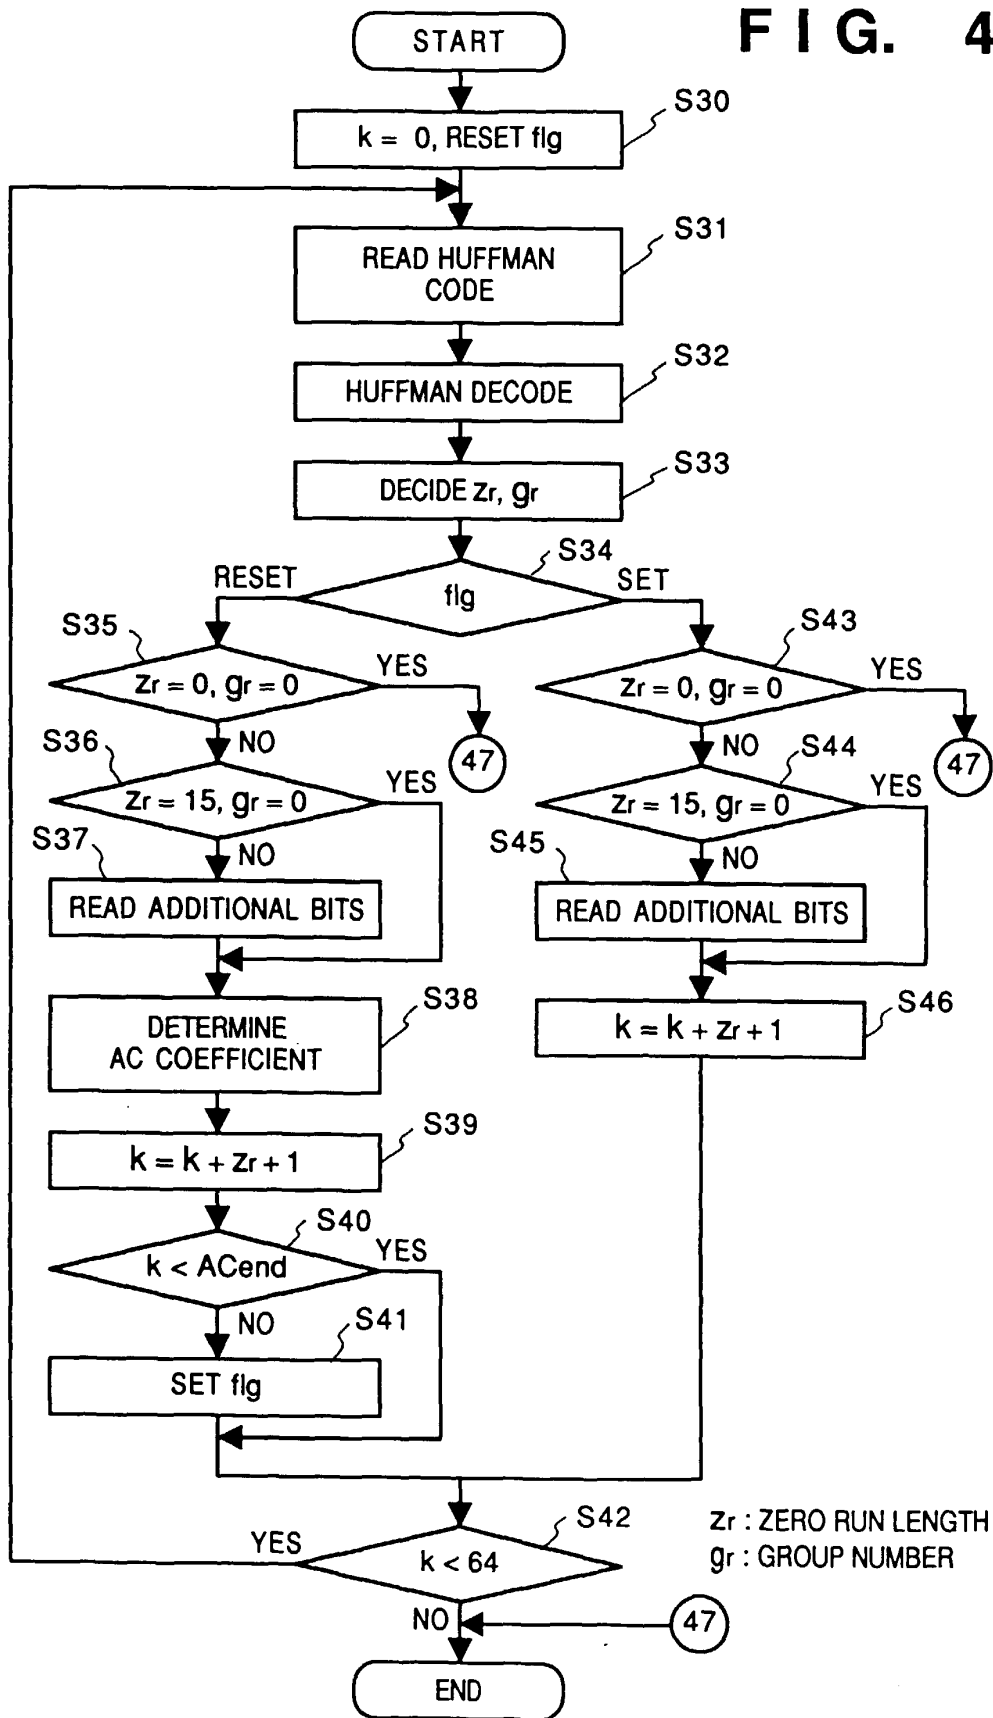 FIG. 4
START
S30
k = 0, RESET flg
S31
READ HUFFMAN
CODE
S32
HUFFMAN DECODE
S33
DECIDE zr, gr
S34
RESET
flg
SET
S35
zr = 0, gr = 0
YES
S43
zr = 0, gr = 0
YES
NO
47
NO
47
S36
zr = 15, gr = 0
YES
S44
zr = 15, gr = 0
YES
NO
NO
S37
READ ADDITIONAL BITS
S45
READ ADDITIONAL BITS
S38
DETERMINE
AC COEFFICIENT
S46
k = k + zr + 1
S39
k = k + zr + 1
S40
k < ACend
YES
NO
S41
SET flg
S42
YES
k < 64
zr : ZERO RUN LENGTH
gr : GROUP NUMBER
NO
47
END